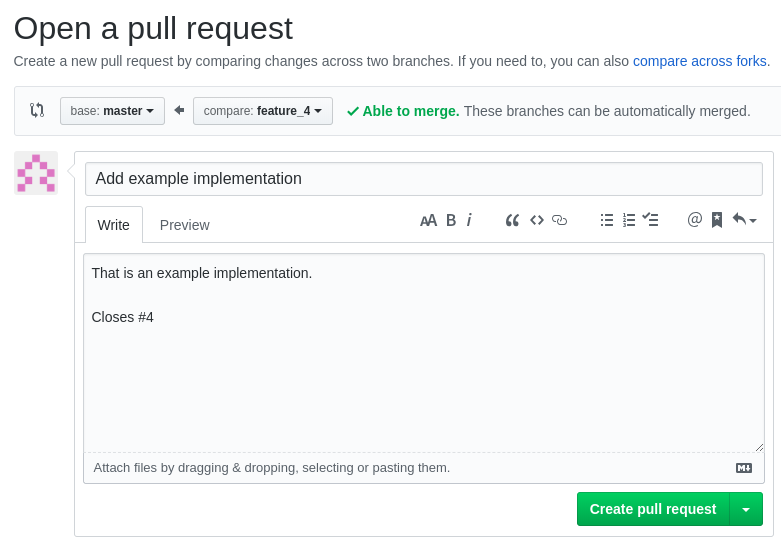 Open a pull request
Create a new pull request by comparing changes across two branches. If you need to, you can also compare across forks.
base: master compare: feature_4 Able to merge. These branches can be automatically merged.
Add example implementation
Write Preview
That is an example implementation.
Closes #4
Attach files by dragging & dropping, selecting or pasting them.
Create pull request